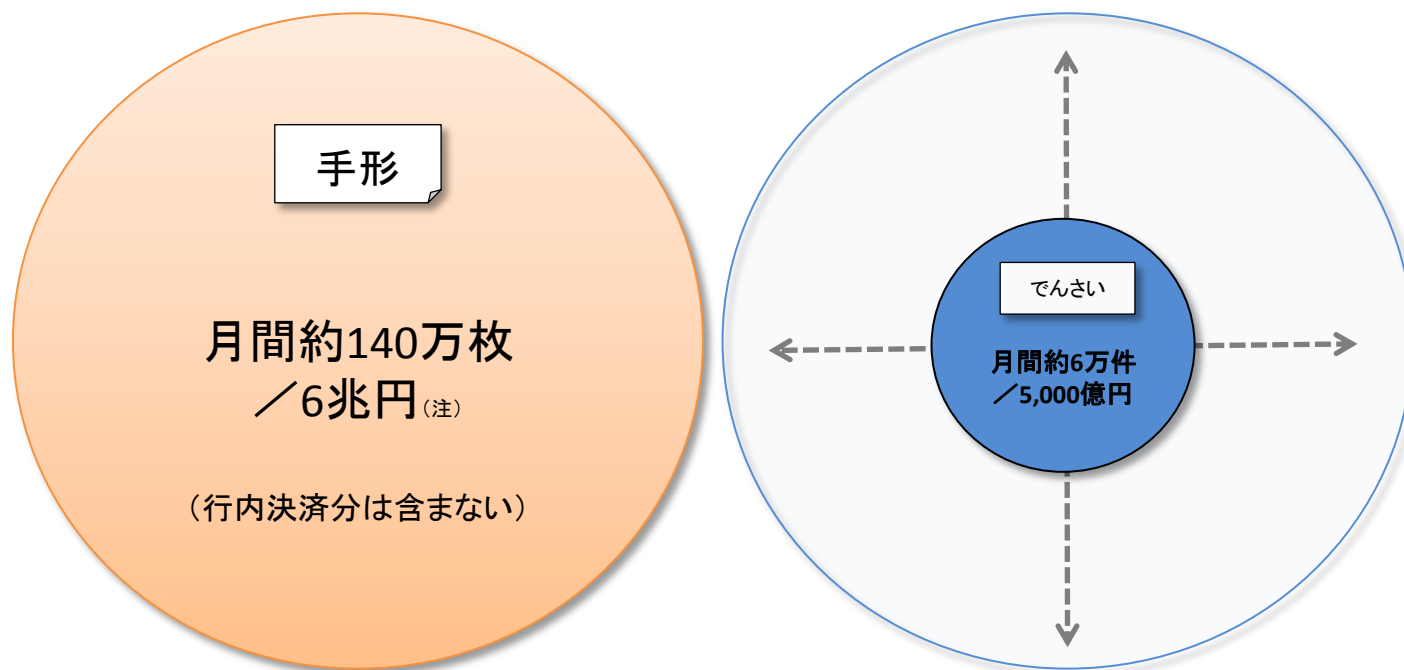 手形
月間約140万枚
／6兆円（注）
（行内決済分は含まない）
でんさい
月間約6万件
／5,000億円